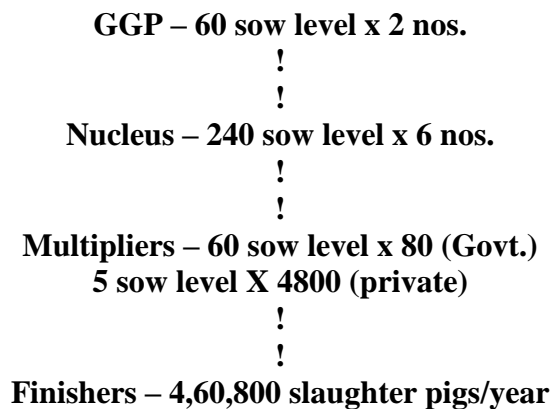 GGP – 60 sow level x 2 nos.
!
!
Nucleus – 240 sow level x 6 nos.
!
!
Multipliers – 60 sow level x 80 (Govt.)
5 sow level X 4800 (private)
!
!
Finishers – 4,60,800 slaughter pigs/year